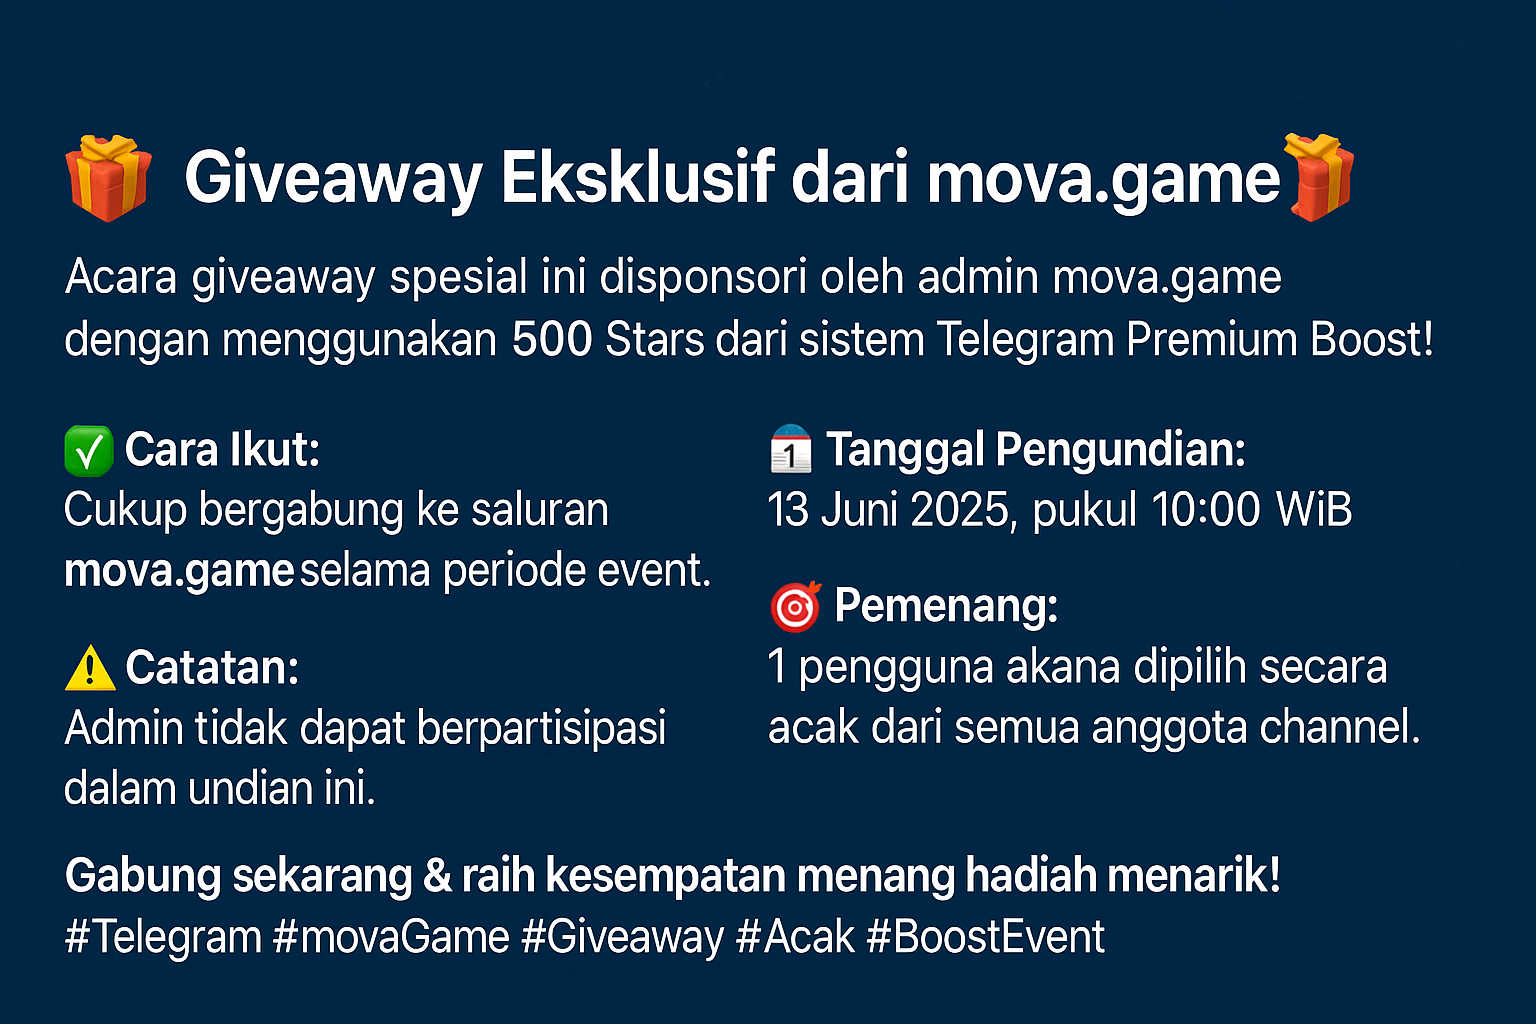 🎁 Giveaway Eksklusif dari mova.game🎁
Acara giveaway spesial ini disponsori oleh admin mova.game
dengan menggunakan 500 Stars dari sistem Telegram Premium Boost!
✅ Cara Ikut:
Cukup bergabung ke saluran
mova.game selama periode event.
⚠️ Catatan:
Admin tidak dapat berpartisipasi
dalam undian ini.
1 Tanggal Pengundian:
13 Juni 2025, pukul 10:00 WiB
🎯 Pemenang:
1 pengguna akana dipilih secara
acak dari semua anggota channel.
Gabung sekarang & raih kesempatan menang hadiah menarik!
#Telegram #movaGame #Giveaway #Acak #BoostEvent